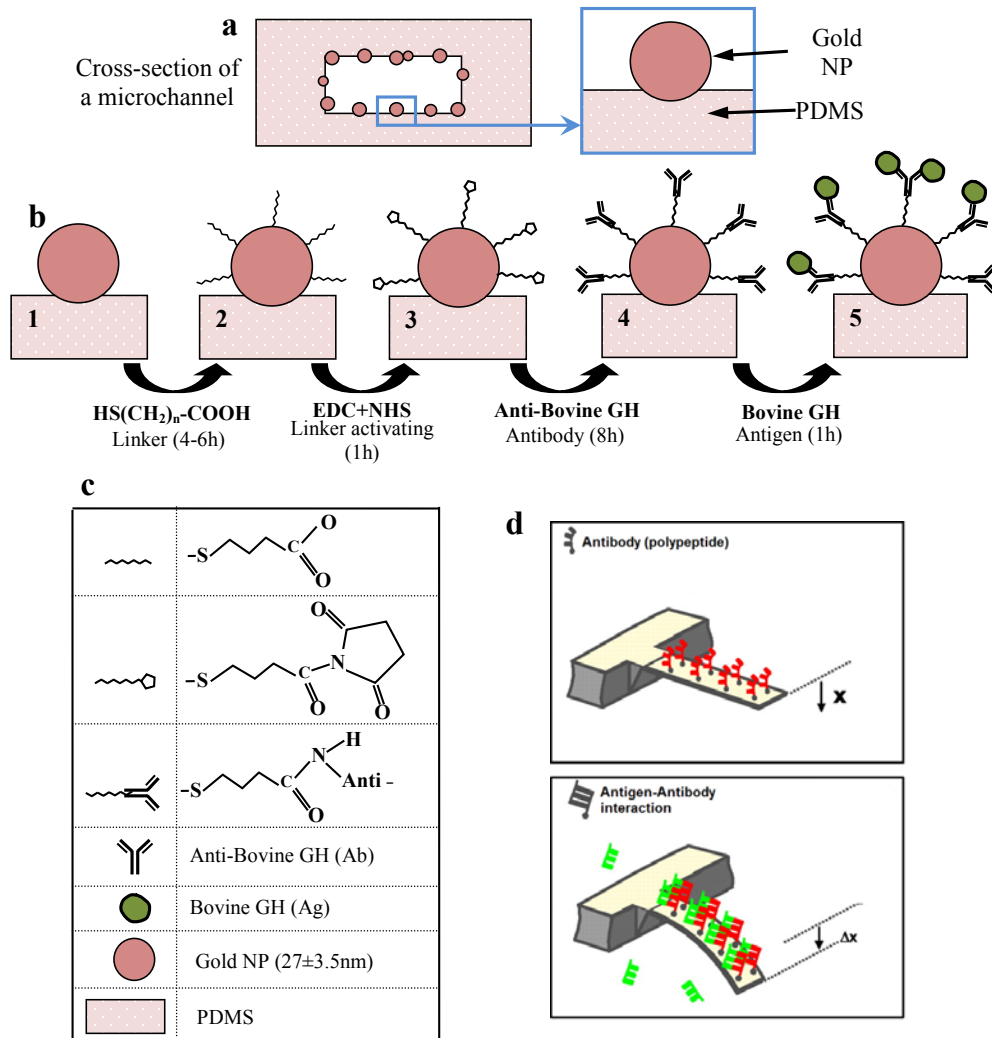 a
Cross-section of
a microchannel
Gold
NP
PDMS
b
1
2
3
4
5
HS(CH₂)ₙ-COOH
Linker (4-6h)
EDC+NHS
Linker activating
(1h)
Anti-Bovine GH
Antibody (8h)
Bovine GH
Antigen (1h)
c
-S
C
O
O
-S
C
O
N
O
O
-S
C
O
N
H
Anti -
Anti-Bovine GH (Ab)
Bovine GH (Ag)
Gold NP (27±3.5nm)
PDMS
d
Antibody (polypeptide)
x
Antigen-Antibody
interaction
Δx